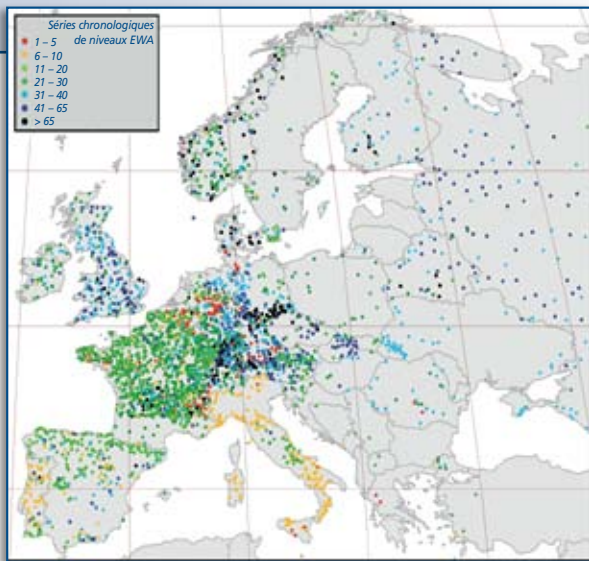 Séries chronologiques
de niveaux EWA
1 – 5
6 – 10
11 – 20
21 – 30
31 – 40
41 – 65
> 65